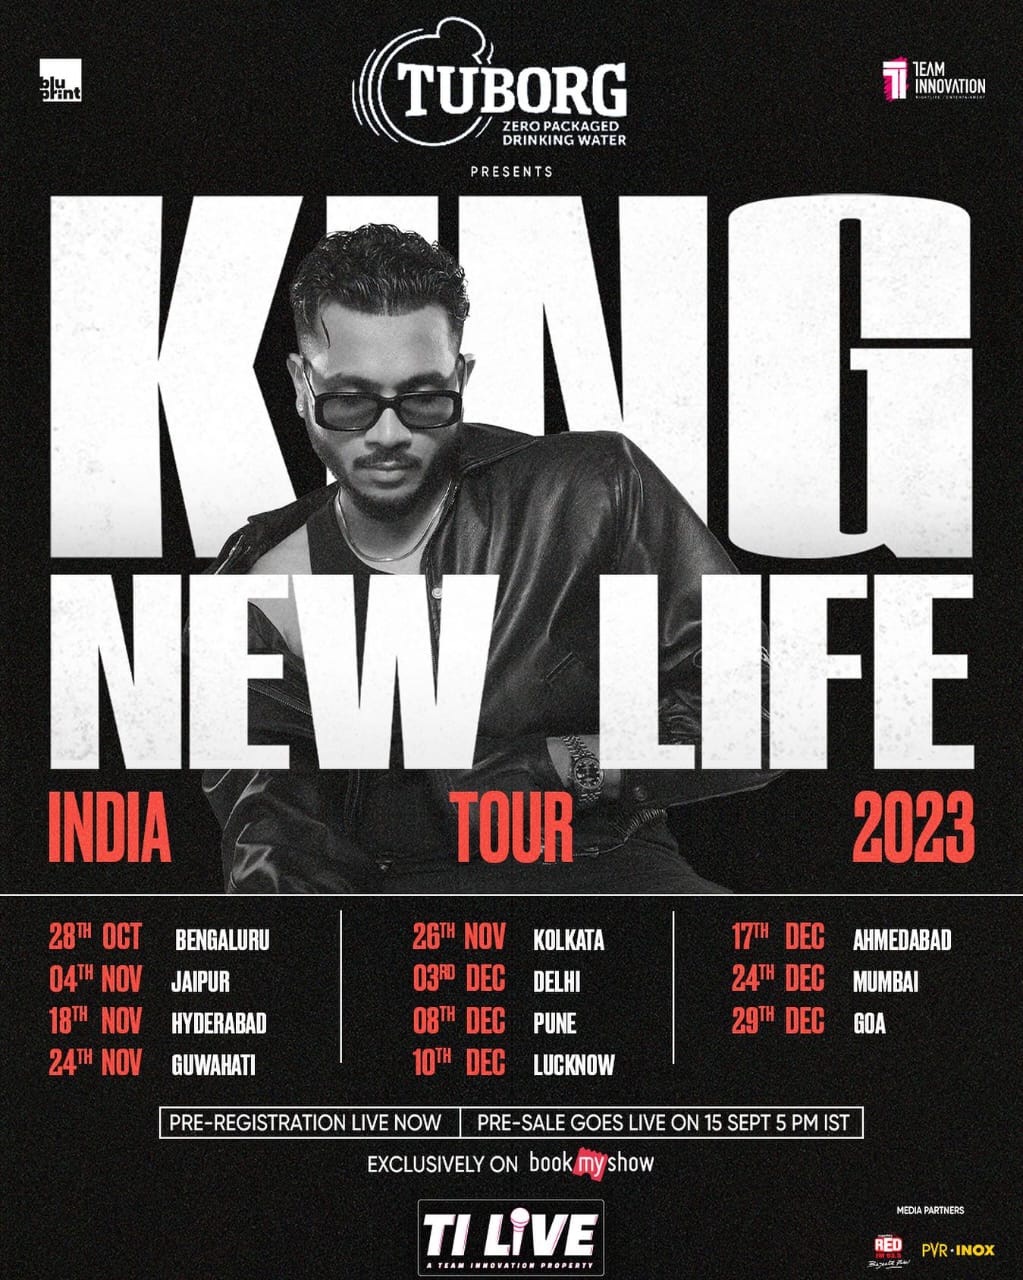 blu
print
TUBORG
ZERO PACKAGED
DRINKING WATER
TEAM
INNOVATION
PRESENTS
KING
NEW LIFE
INDIA TOUR 2023
28TH OCT BENGALURU
04TH NOV JAIPUR
18TH NOV HYDERABAD
24TH NOV GUWAHATI
26TH NOV KOLKATA
03RD DEC DELHI
08TH DEC PUNE
10TH DEC LUCKNOW
17TH DEC AHMEDABAD
24TH DEC MUMBAI
29TH DEC GOA
PRE-REGISTRATION LIVE NOW PRE-SALE GOES LIVE ON 15 SEPT 5 PM IST
EXCLUSIVELY ON bookmyshow
TI LIVE
A TEAM INNOVATION PROPERTY
MEDIA PARTNERS
RED
PVR·INOX